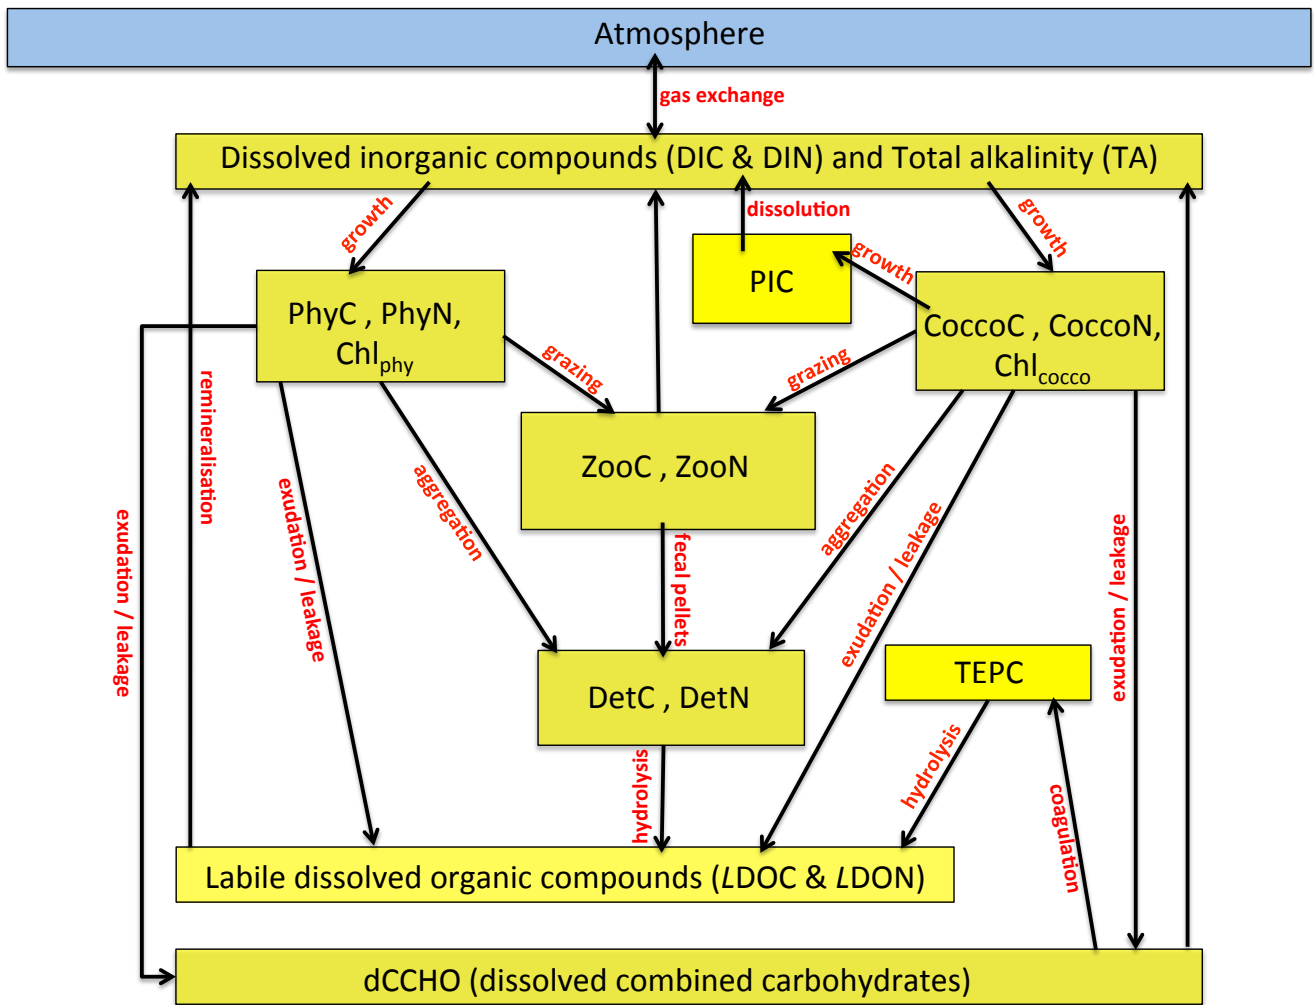 Atmosphere
gas exchange
Dissolved inorganic compounds (DIC & DIN) and Total alkalinity (TA)
growth
dissolution
growth
PIC
growth
PhyC , PhyN,
Chlphy
CoccoC , CoccoN,
Chlcocco
grazing
grazing
remineralisation
ZooC , ZooN
exudation / leakage
exudation / leakage
aggregation
fecal pellets
aggregation
exudation / leakage
exudation / leakage
DetC , DetN
TEPC
hydrolysis
hydrolysis
coagulation
Labile dissolved organic compounds (LDOC & LDON)
dCCHO (dissolved combined carbohydrates)